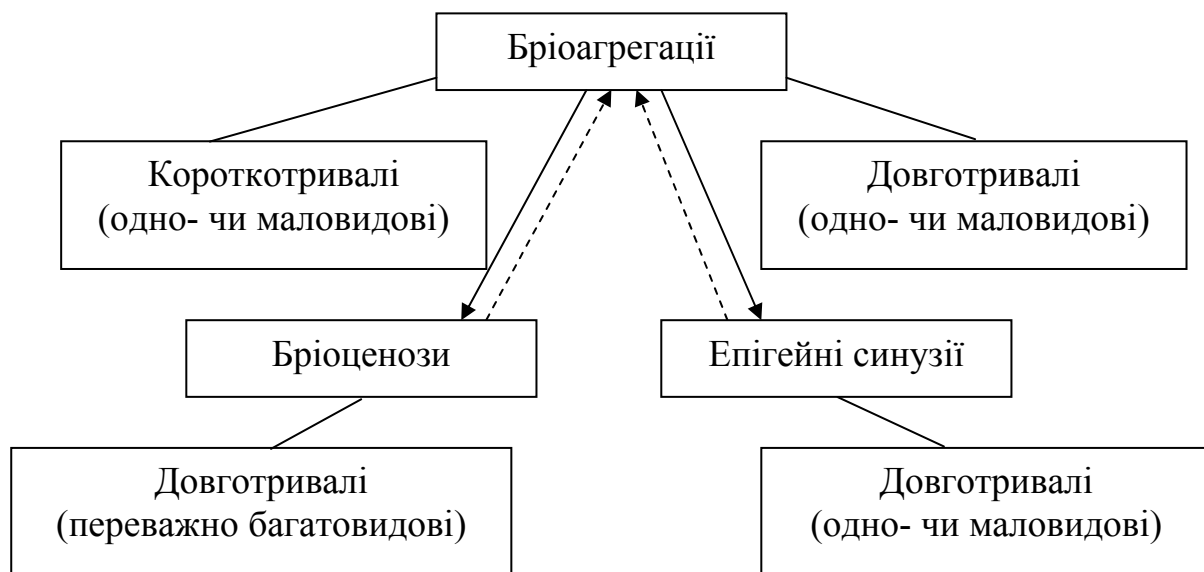 Бріоагрегації
Короткотривалі
(одно- чи маловидові)
Довготривалі
(одно- чи маловидові)
Бріоценози
Епігейні синузії
Довготривалі
(переважно багатовидові)
Довготривалі
(одно- чи маловидові)